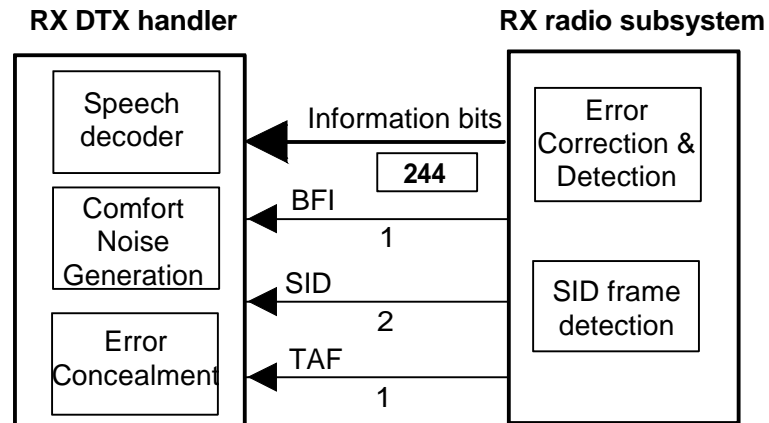 RX DTX handler
RX radio subsystem
Speech
decoder
Information bits
244
Error
Correction &
Detection
Comfort
Noise
Generation
BFI
1
SID
2
SID frame
detection
Error
Concealment
TAF
1